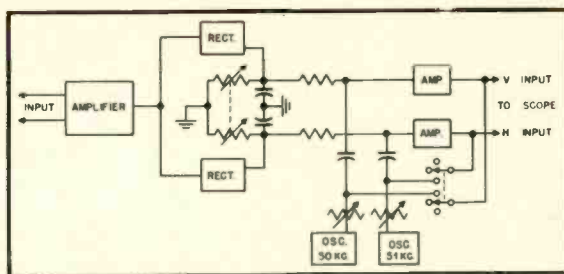 RECT.
INPUT
AMPLIFIER
RECT.
AMP.
AMP.
V INPUT
TO SCOPE
H INPUT
OSC.
50 KC.
OSC.
51 KC.